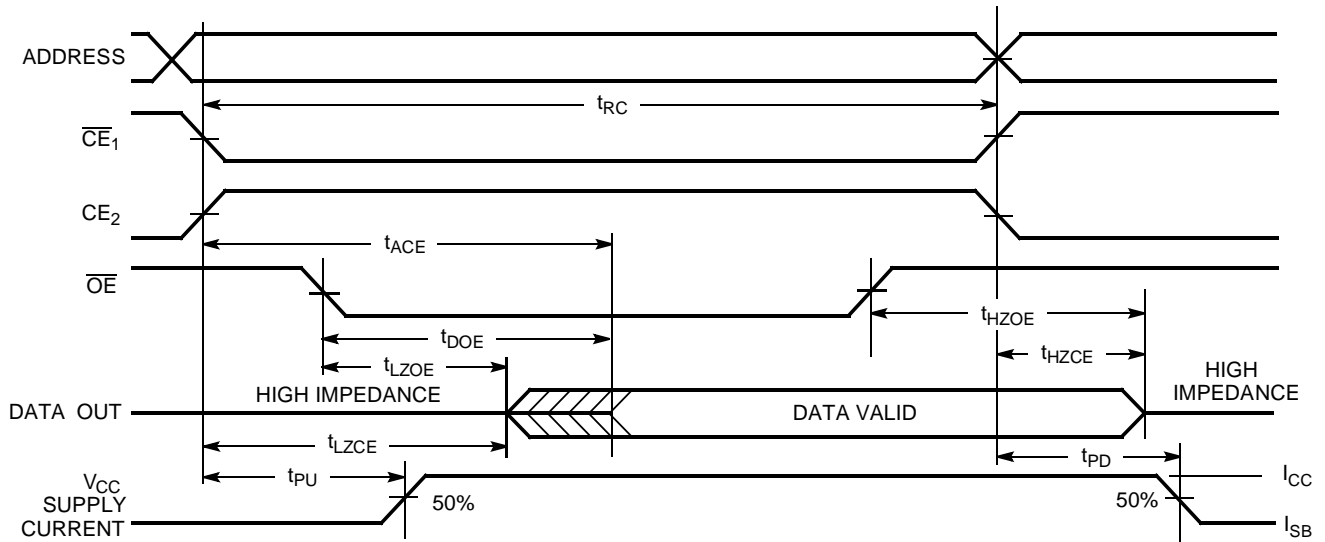 ADDRESS
tRC
CE1
CE2
tACE
OE
tHZOE
tDOE
tHZCE
tLZOE
HIGH IMPEDANCE
HIGH IMPEDANCE
DATA OUT
DATA VALID
tLZCE
tPD
tPU
VCC SUPPLY CURRENT
50%
50%
ICC
ISB